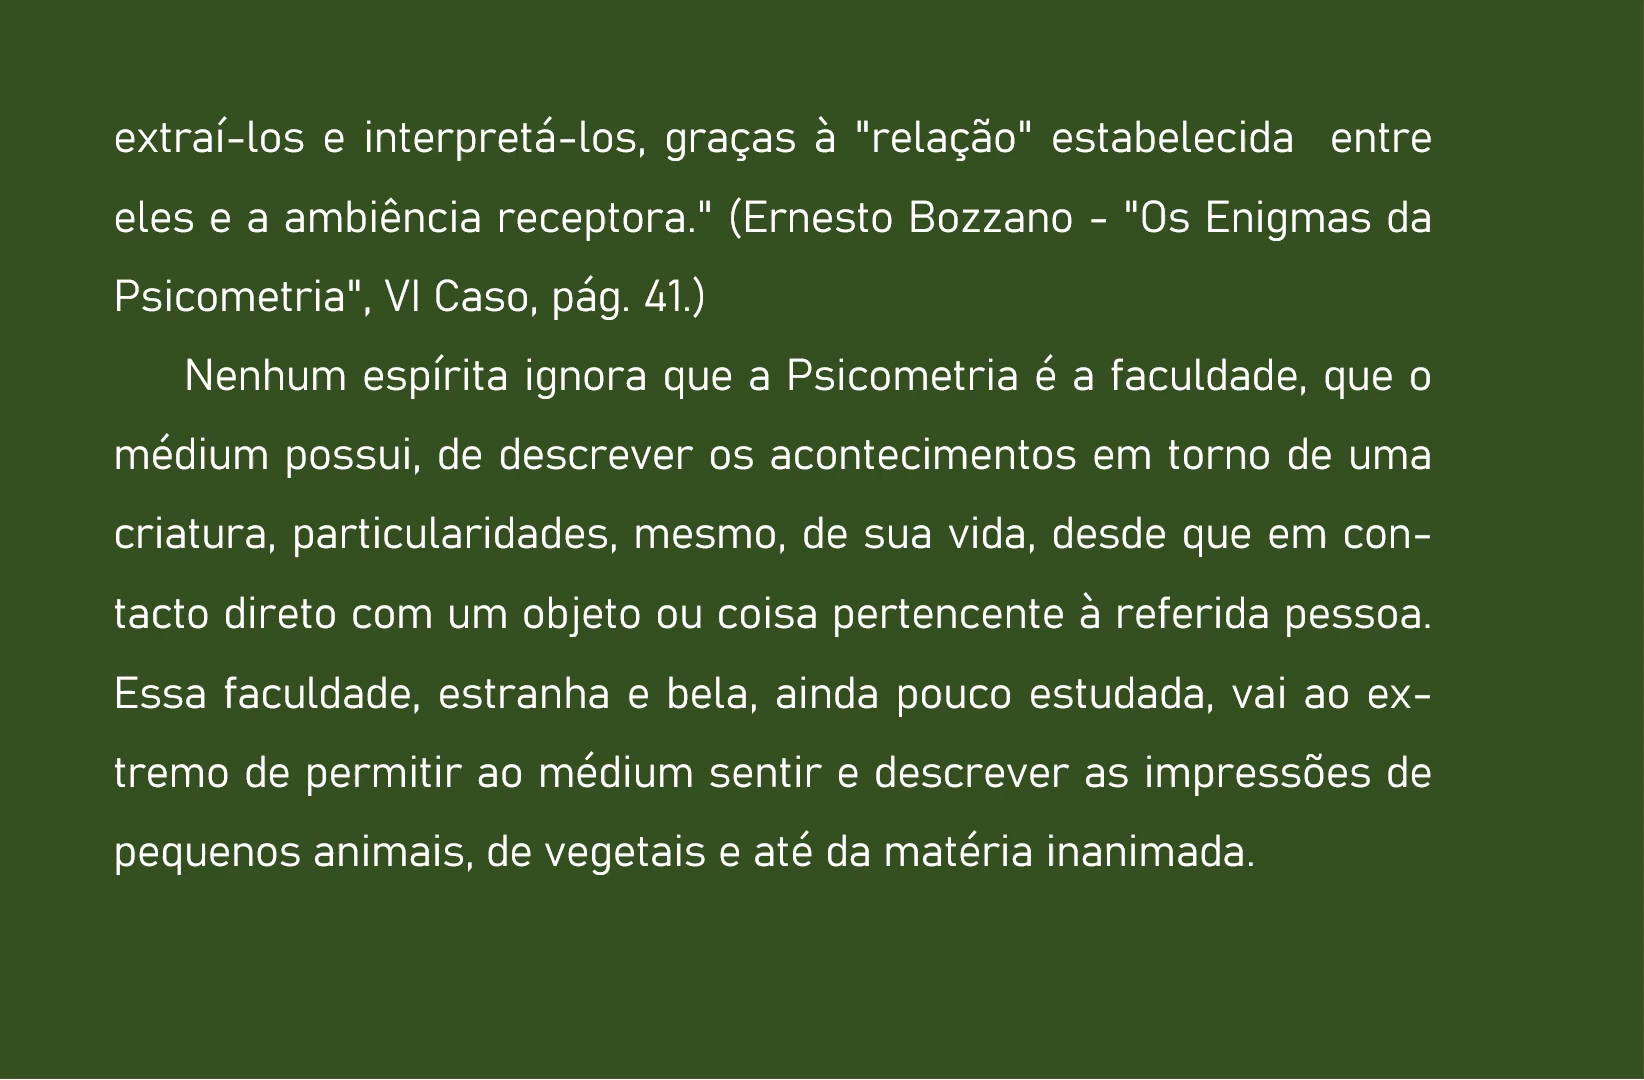 extraí-los e interpretá-los, graças à "relação" estabelecida  entre
eles e a ambiência receptora." (Ernesto Bozzano - "Os Enigmas da
Psicometria", VI Caso, pág. 41.)
Nenhum espírita ignora que a Psicometria é a faculdade, que o
médium possui, de descrever os acontecimentos em torno de uma
criatura, particularidades, mesmo, de sua vida, desde que em con-
tacto direto com um objeto ou coisa pertencente à referida pessoa.
Essa faculdade, estranha e bela, ainda pouco estudada, vai ao ex-
tremo de permitir ao médium sentir e descrever as impressões de
pequenos animais, de vegetais e até da matéria inanimada.